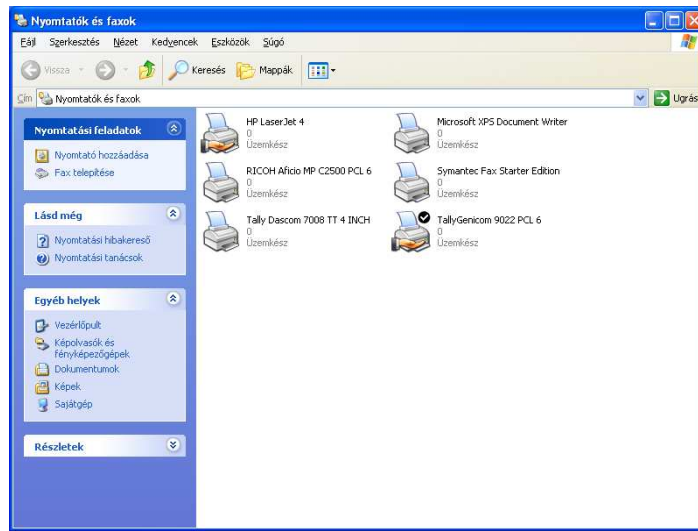 Nyomtatók és faxok
Fájl Szerkesztés Nézet Kedvencek Eszközök Súgó
Vissza Keresés Mappák
Cím Nyomtatók és faxok Ugrás
Nyomtatási feladatok
Nyomtató hozzáadása
Fax telepítése
Lásd még
Nyomtatási hibakereső
Nyomtatási tanácsok
Egyéb helyek
Vezérlőpult
Képolvasók és
fényképezőgépek
Dokumentumok
Képek
Sajátgép
Részletek
HP LaserJet 4
0
Üzemkész
Microsoft XPS Document Writer
0
Üzemkész
RICOH Aficio MP C2500 PCL 6
0
Üzemkész
Symantec Fax Starter Edition
0
Üzemkész
Tally Dascom 7008 TT 4 INCH
0
Üzemkész
TallyGenicom 9022 PCL 6
0
Üzemkész